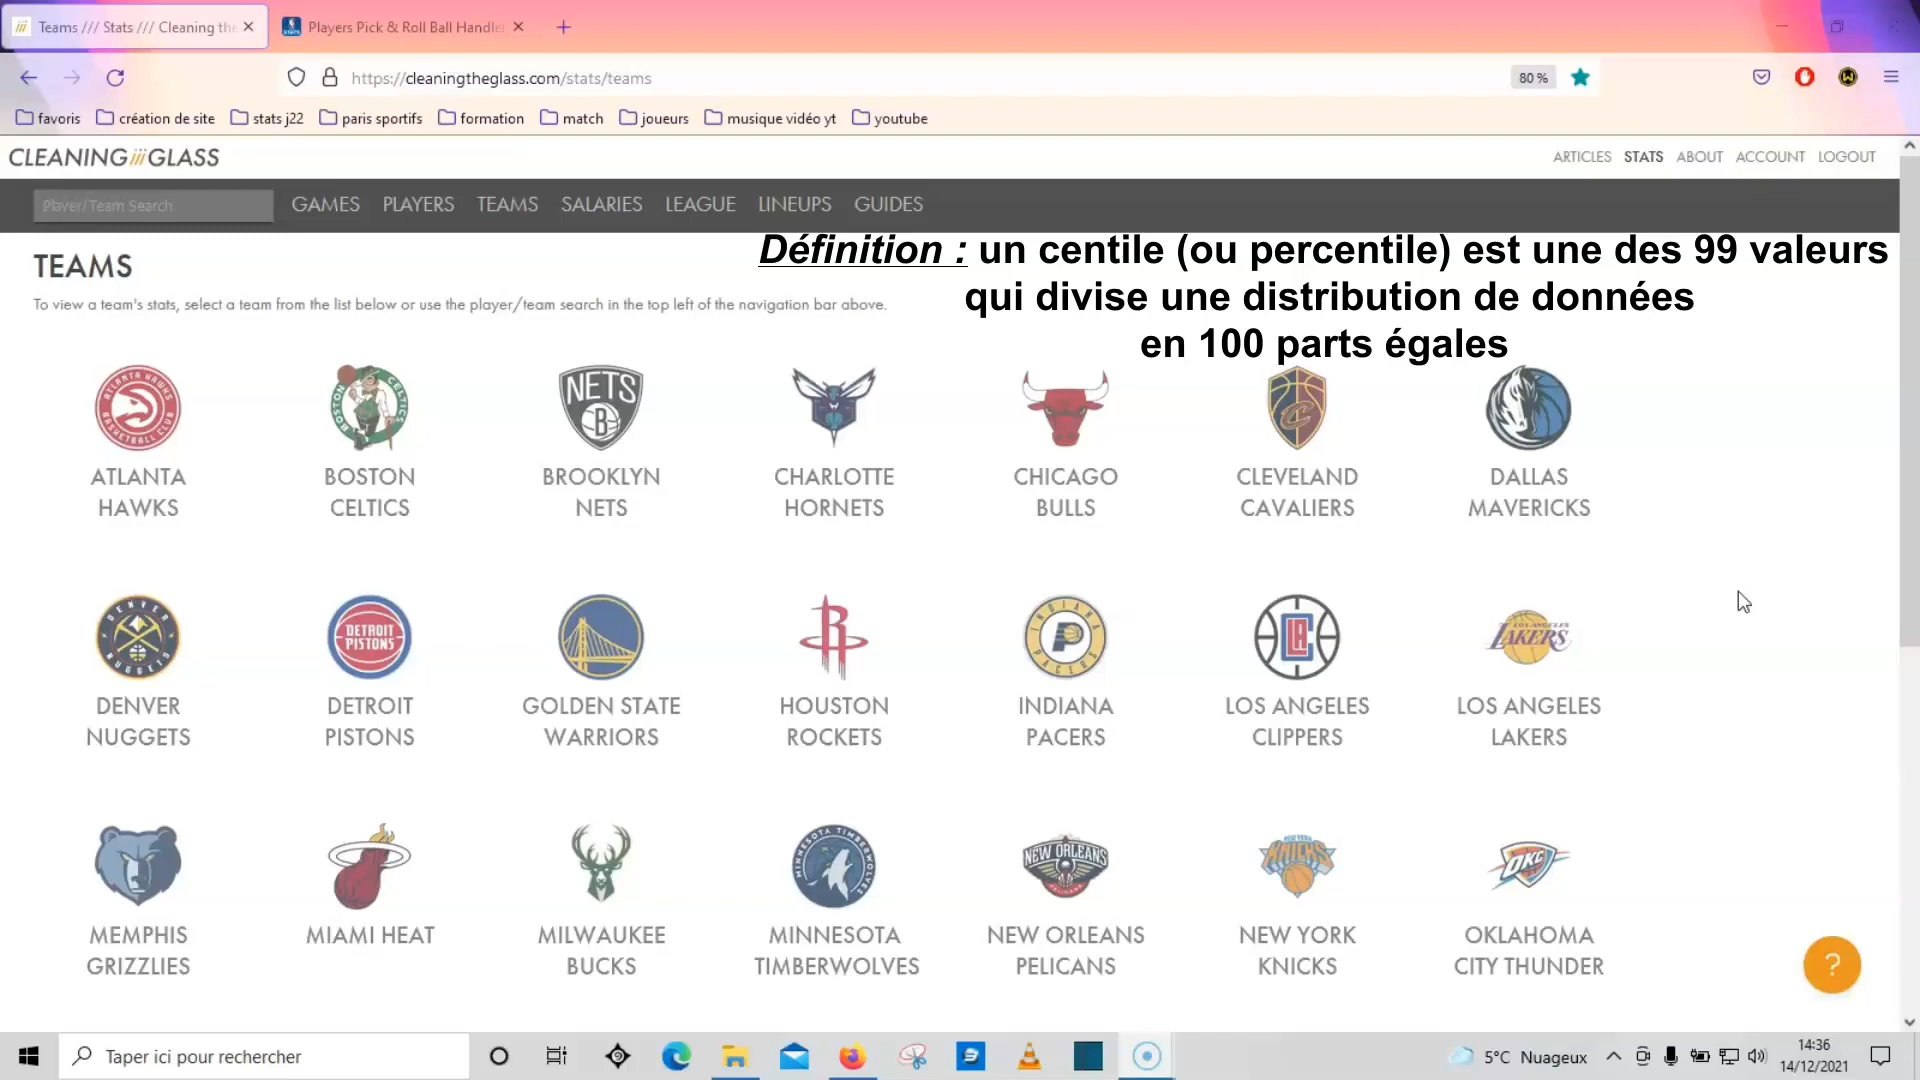 Teams /// Stats /// Cleaning the
Players Pick & Roll Ball Handle
https://cleaningtheglass.com/stats/teams
80 %
favoris
création de site
stats j22
paris sportifs
formation
match
joueurs
musique vidéo yt
youtube
CLEANING GLASS
ARTICLES STATS ABOUT ACCOUNT LOGOUT
Player/Team Search
GAMES PLAYERS TEAMS SALARIES LEAGUE LINEUPS GUIDES
TEAMS
To view a team's stats, select a team from the list below or use the player/team search in the top left of the navigation bar above.
Définition : un centile (ou percentile) est une des 99 valeurs
qui divise une distribution de données
en 100 parts égales
ATLANTA HAWKS
BOSTON CELTICS
BROOKLYN NETS
CHARLOTTE HORNETS
CHICAGO BULLS
CLEVELAND CAVALIERS
DALLAS MAVERICKS
DENVER NUGGETS
DETROIT PISTONS
GOLDEN STATE WARRIORS
HOUSTON ROCKETS
INDIANA PACERS
LOS ANGELES CLIPPERS
LOS ANGELES LAKERS
MEMPHIS GRIZZLIES
MIAMI HEAT
MILWAUKEE BUCKS
MINNESOTA TIMBERWOLVES
NEW ORLEANS PELICANS
NEW YORK KNICKS
OKLAHOMA CITY THUNDER
?
Taper ici pour rechercher
5°C Nuageux
14:36
14/12/2021